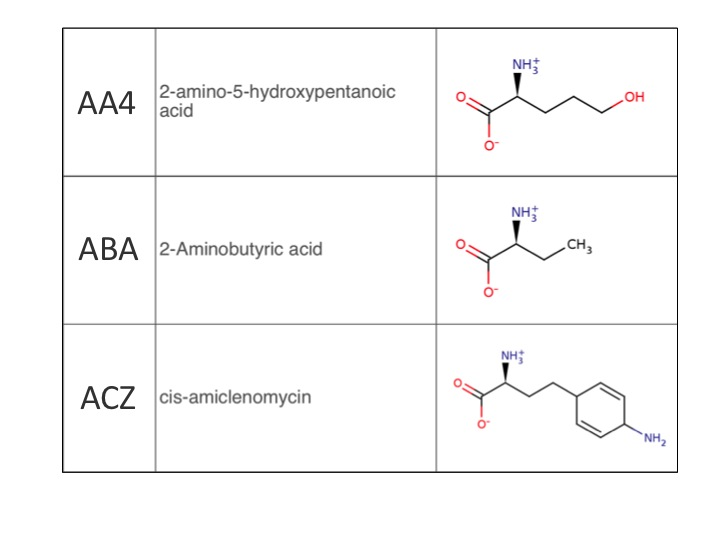 AA4
2-amino-5-hydroxypentanoic
acid
NH₃⁺
O
OH
O⁻
ABA
2-Aminobutyric acid
NH₃⁺
O
CH₃
O⁻
ACZ
cis-amiclenomycin
NH₃⁺
O
O⁻
NH₂